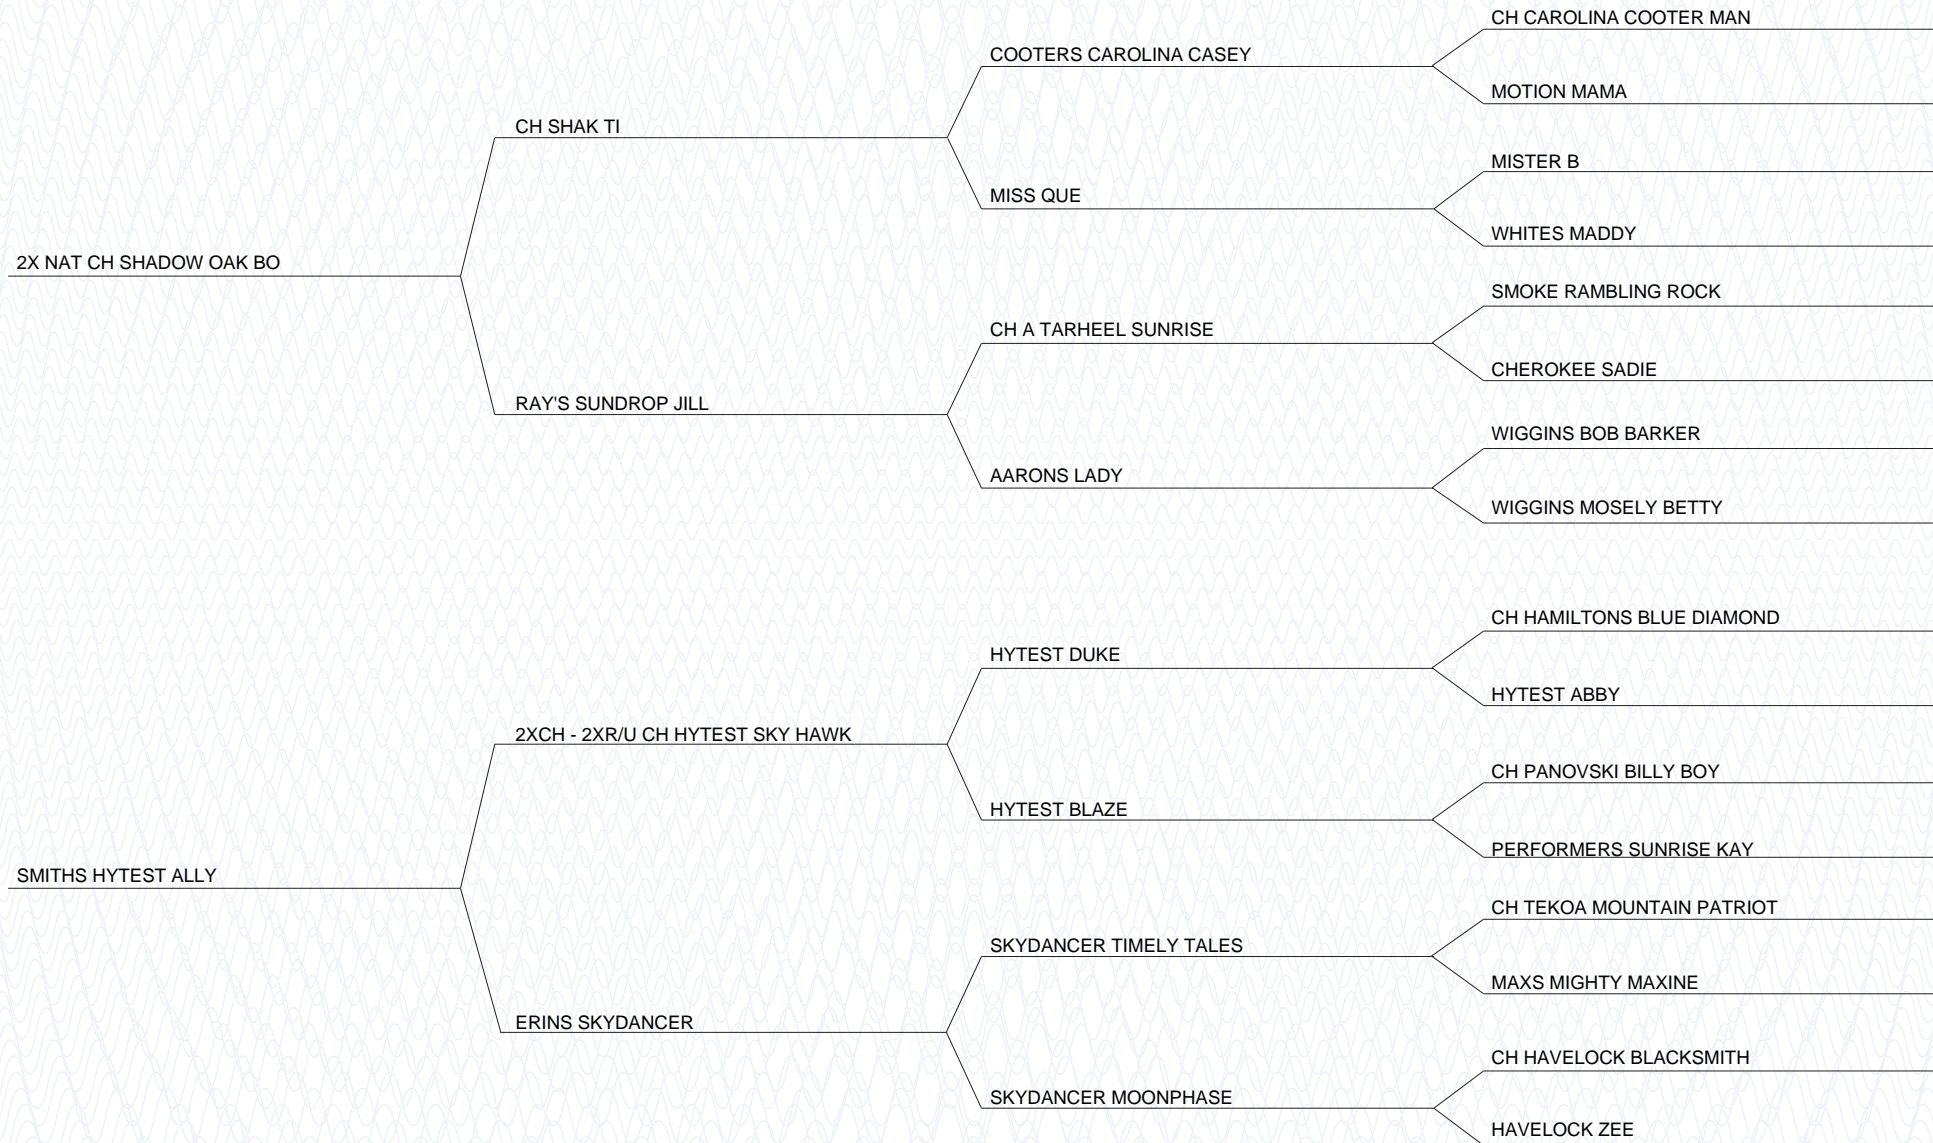 CH CAROLINA COOTER MAN
COOTERS CAROLINA CASEY
MOTION MAMA
CH SHAK TI
MISTER B
MISS QUE
WHITES MADDY
2X NAT CH SHADOW OAK BO
SMOKE RAMBLING ROCK
CH A TARHEEL SUNRISE
CHEROKEE SADIE
RAY'S SUNDROP JILL
WIGGINS BOB BARKER
AARONS LADY
WIGGINS MOSELY BETTY
CH HAMILTONS BLUE DIAMOND
HYTEST DUKE
HYTEST ABBY
2XCH - 2XR/U CH HYTEST SKY HAWK
CH PANOVSKI BILLY BOY
HYTEST BLAZE
PERFORMERS SUNRISE KAY
SMITHS HYTEST ALLY
CH TEKOA MOUNTAIN PATRIOT
SKYDANCER TIMELY TALES
MAXS MIGHTY MAXINE
ERINS SKYDANCER
CH HAVELOCK BLACKSMITH
SKYDANCER MOONPHASE
HAVELOCK ZEE